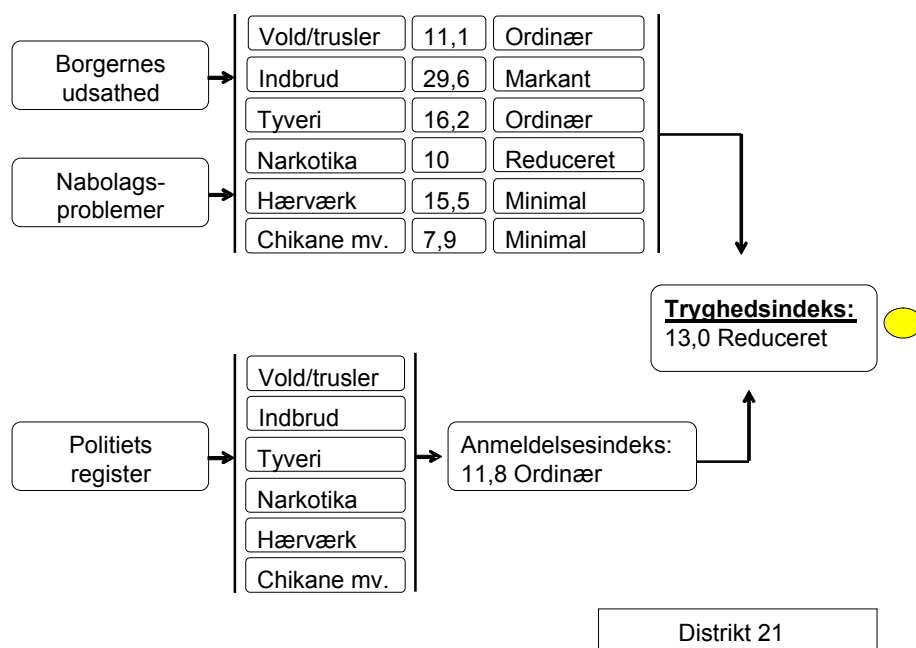 Borgernes
udsathed
Nabolags-
problemer
Vold/trusler 11,1 Ordinær
Indbrud 29,6 Markant
Tyveri 16,2 Ordinær
Narkotika 10 Reduceret
Hærværk 15,5 Minimal
Chikane mv. 7,9 Minimal
Tryghedsindeks:
13,0 Reduceret
Politiets
register
Vold/trusler
Indbrud
Tyveri
Narkotika
Hærværk
Chikane mv.
Anmeldelsesindeks:
11,8 Ordinær
Distrikt 21